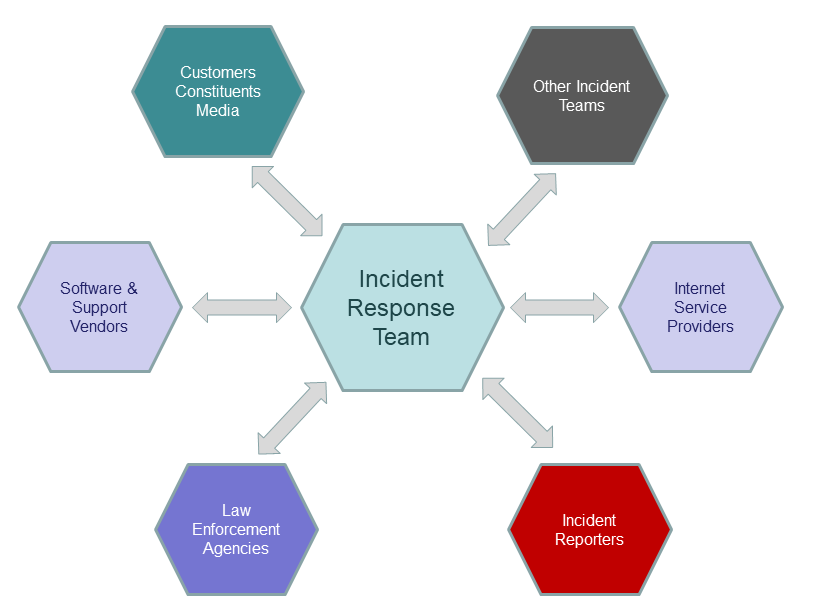 Customers
Constituents
Media
Other Incident
Teams
Software &
Support
Vendors
Incident
Response
Team
Internet
Service
Providers
Law
Enforcement
Agencies
Incident
Reporters